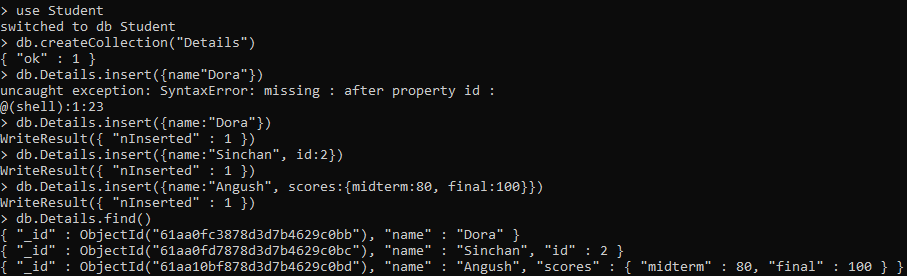 > use Student
switched to db Student
> db.createCollection("Details")
{ "ok" : 1 }
> db.Details.insert({name"Dora"})
uncaught exception: SyntaxError: missing : after property id :
@(shell):1:23
> db.Details.insert({name:"Dora"})
WriteResult({ "nInserted" : 1 })
> db.Details.insert({name:"Sinchan", id:2})
WriteResult({ "nInserted" : 1 })
> db.Details.insert({name:"Angush", scores:{midterm:80, final:100}})
WriteResult({ "nInserted" : 1 })
> db.Details.find()
{ "_id" : ObjectId("61aa0fc3878d3d7b4629c0bb"), "name" : "Dora" }
{ "_id" : ObjectId("61aa0fd7878d3d7b4629c0bc"), "name" : "Sinchan", "id" : 2 }
{ "_id" : ObjectId("61aa10bf878d3d7b4629c0bd"), "name" : "Angush", "scores" : { "midterm" : 80, "final" : 100 } }